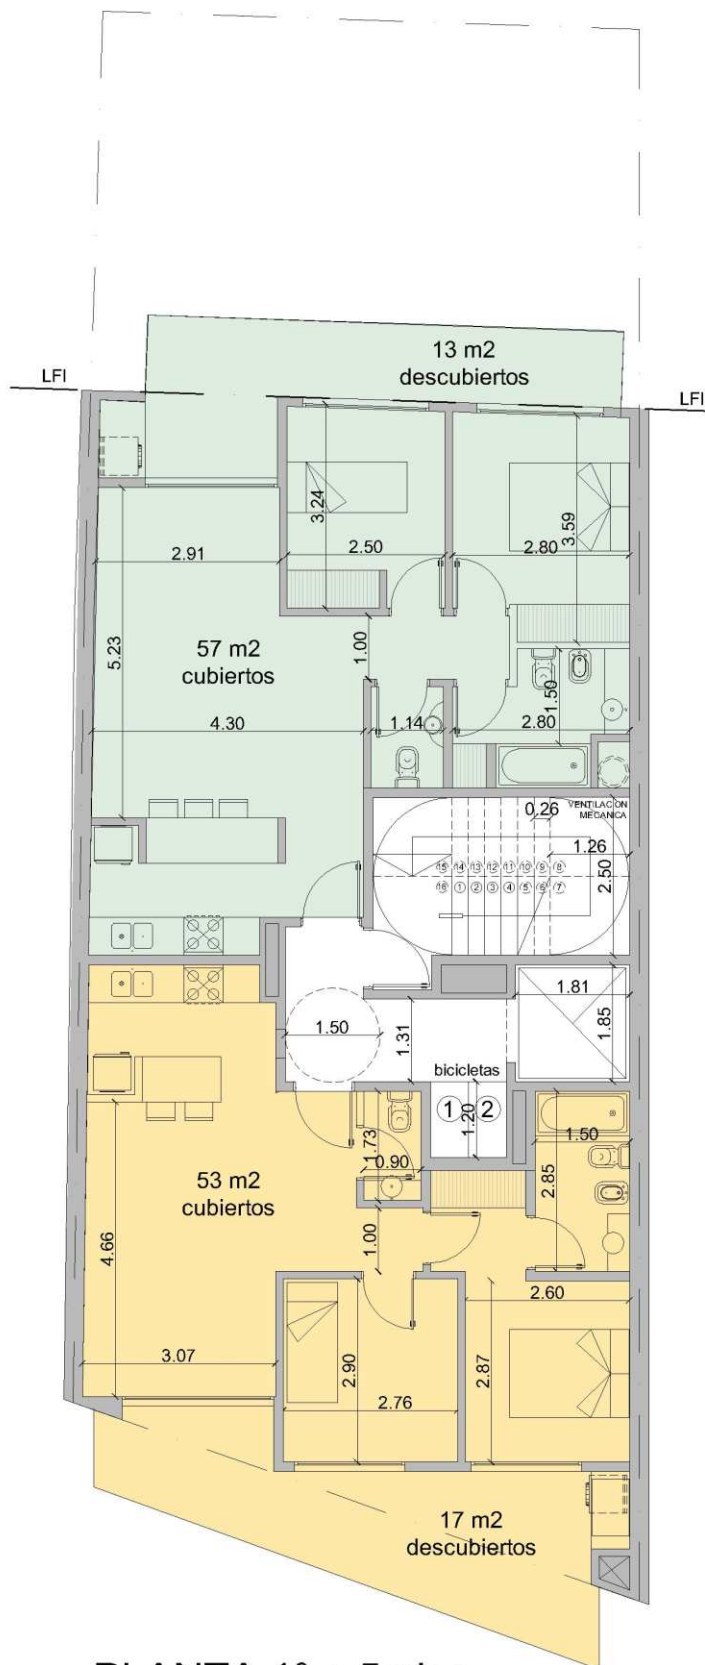 13 m2
descubiertos
LFI
LFI
3.24
2.50
3.59
2.80
2.91
5.23
57 m2
cubiertos
1.00
4.30
1.14
1.50
2.80
0.26
VENTILACION
MECANICA
1.26
2.50
15 14 13 12 11 10 9 8
16 1 2 3 4 5 6 7
1.81
1.85
1.50
1.31
bicicletas
1 2
1.20
1.73
0.90
1.50
2.85
53 m2
cubiertos
4.66
1.00
2.60
3.07
2.90
2.76
2.87
17 m2
descubiertos